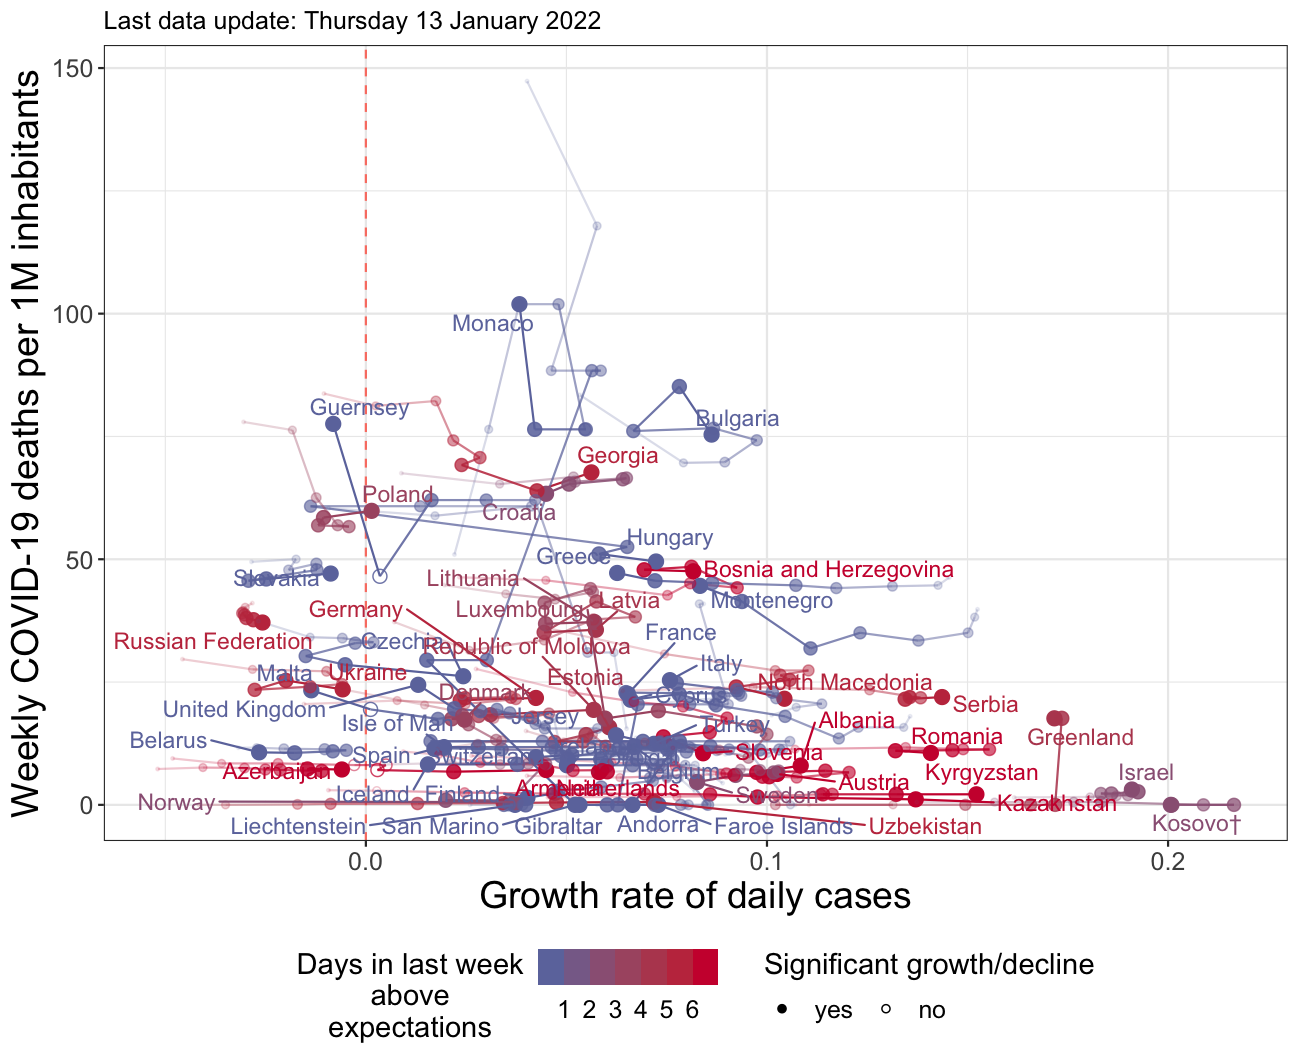 Last data update: Thursday 13 January 2022
Weekly COVID-19 deaths per 1M inhabitants
150
100
50
0
Monaco
Guernsey
Bulgaria
Georgia
Poland
Croatia
Hungary
Greece
Bosnia and Herzegovina
Slovakia
Lithuania
Montenegro
Germany
Luxembourg
Latvia
Russian Federation
Czechia
Republic of Moldova
France
Malta
Ukraine
Estonia
Italy
North Macedonia
Denmark
Cyprus
Serbia
United Kingdom
Isle of Man
Jersey
Turkey
Albania
Greenland
Belarus
Spain
Switzerland
Slovenia
Romania
Azerbaijan
Belgium
Kyrgyzstan
Israel
Iceland
Finland
Armenia
Netherlands
Sweden
Austria
Norway
Kazakhstan
Kosovo†
Liechtenstein
San Marino
Gibraltar
Andorra
Faroe Islands
Uzbekistan
0.0
0.1
0.2
Growth rate of daily cases
Days in last week
above
expectations
1 2 3 4 5 6
Significant growth/decline
yes
no